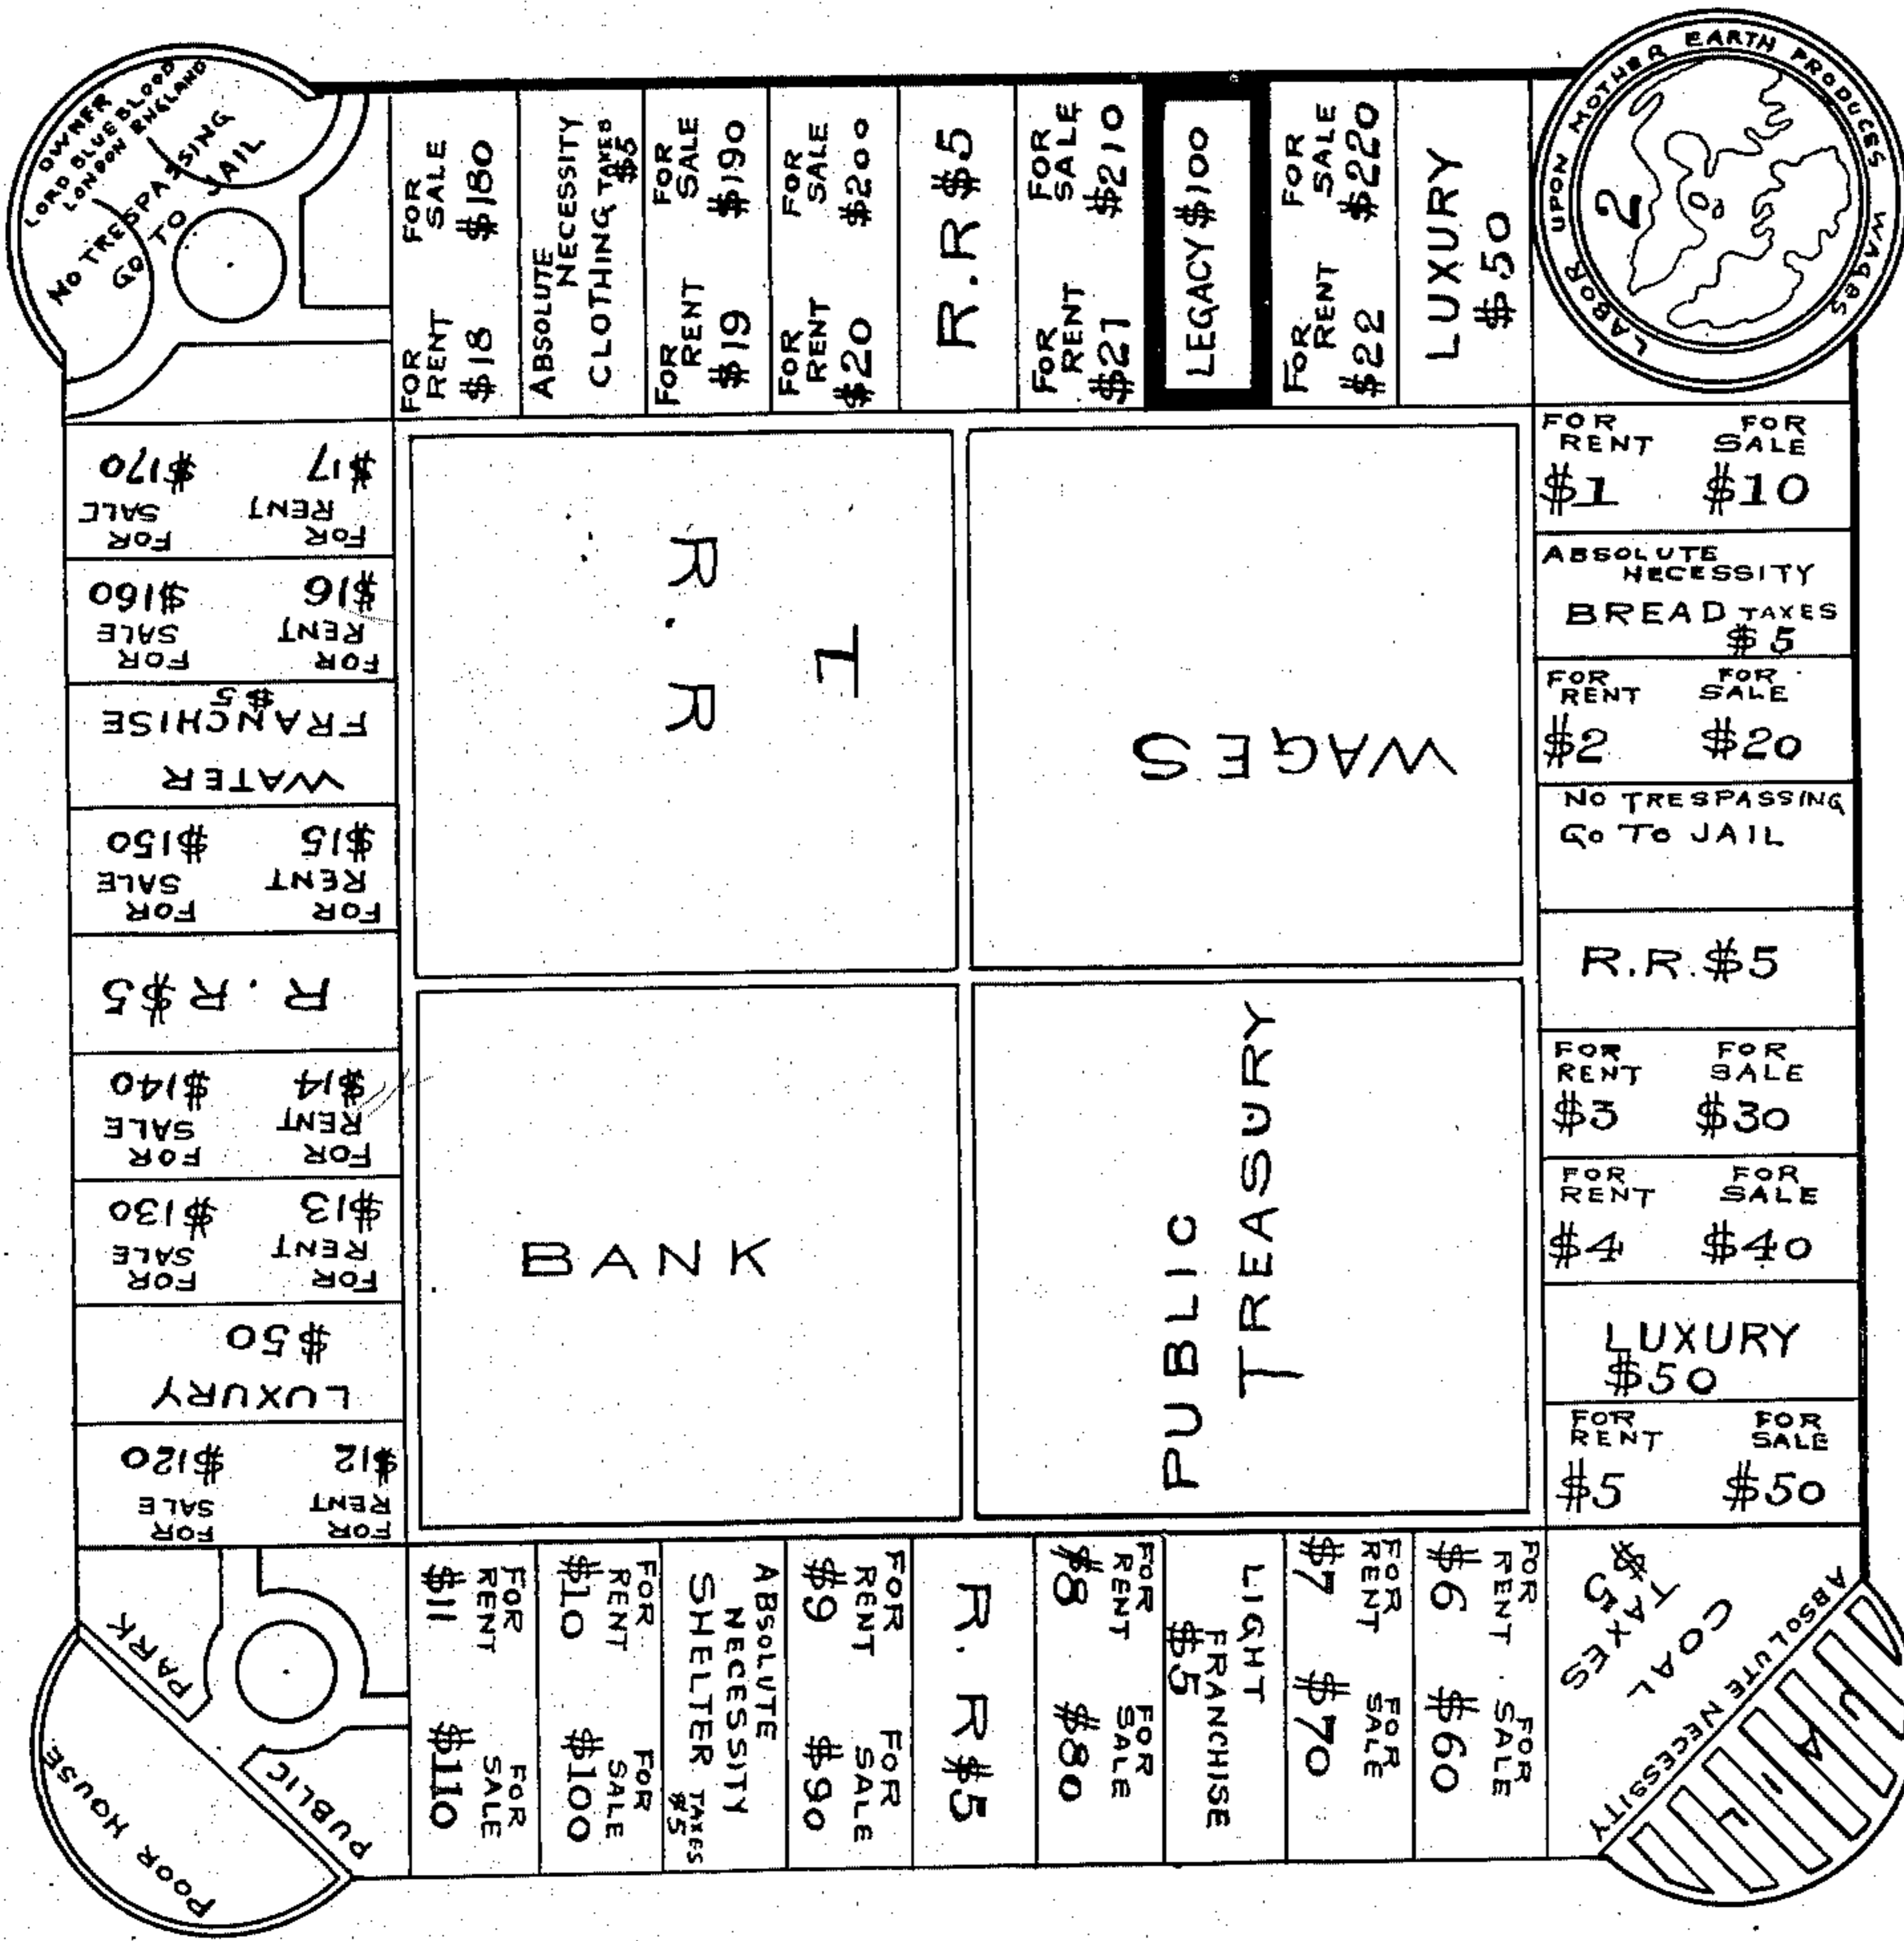 LABOR UPON MOTHER EARTH PRODUCES WAGES
2
FOR RENT
$1
FOR SALE
$10
ABSOLUTE
NECESSITY
BREAD TAXES
$5
FOR RENT
$2
FOR SALE
$20
NO TRESPASSING
GO TO JAIL
R.R. $5
FOR RENT
$3
FOR SALE
$30
FOR RENT
$4
FOR SALE
$40
LUXURY
$50
FOR RENT
$5
FOR SALE
$50
$5
TAXES
COAL
ABSOLUTE NECESSITY
JAIL
FOR RENT
$6
FOR SALE
$60
FOR RENT
$7
FOR SALE
$70
LIGHT
FRANCHISE
$5
FOR RENT
$8
FOR SALE
$80
R. R $5
FOR RENT
$9
FOR SALE
$90
ABSOLUTE
NECESSITY
SHELTER TAXES
$5
FOR RENT
$10
FOR SALE
$100
FOR RENT
$11
FOR SALE
$110
PUBLIC
PARK
POOR HOUSE
FOR RENT
$12
FOR SALE
$120
LUXURY
$50
FOR RENT
$13
FOR SALE
$130
FOR RENT
$14
FOR SALE
$140
R.R $5
FOR RENT
$15
FOR SALE
$150
WATER
FRANCHISE
$5
FOR RENT
$16
FOR SALE
$160
FOR RENT
$17
FOR SALE
$170
OWNER
LORD BLUEBLOOD
LONDON ENGLAND
NO TRESPASSING
GO TO JAIL
FOR RENT
$18
FOR SALE
$180
ABSOLUTE
NECESSITY
CLOTHING TAXES
$5
FOR RENT
$19
FOR SALE
$190
FOR RENT
$20
FOR SALE
$200
R.R $5
FOR RENT
$21
FOR SALE
$210
LEGACY $100
FOR RENT
$22
FOR SALE
$220
LUXURY
$50
R.R
1
WAGES
BANK
PUBLIC
TREASURY